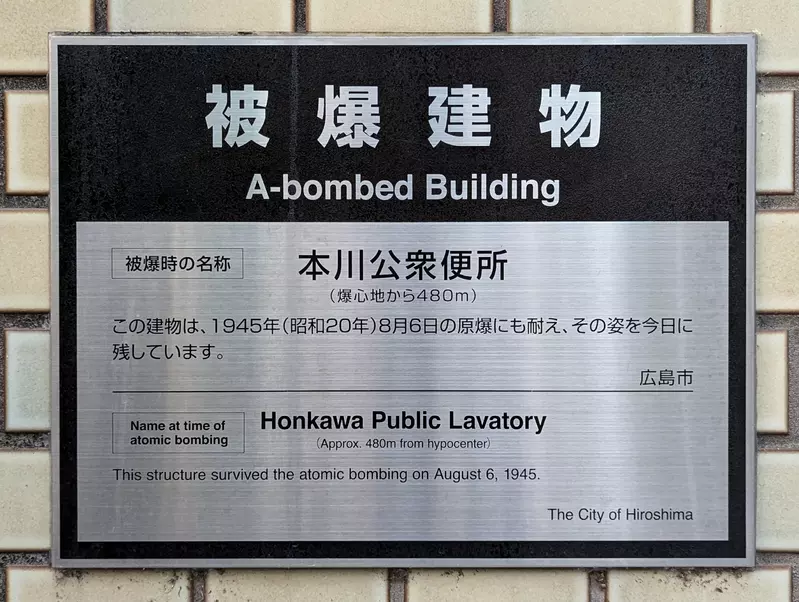 被爆建物
A-bombed Building
被爆時の名称
本川公衆便所
(爆心地から480m)
この建物は、1945年(昭和20年)8月6日の原爆にも耐え、その姿を今日に
残しています。
広島市
Name at time of
atomic bombing
Honkawa Public Lavatory
(Approx. 480m from hypocenter)
This structure survived the atomic bombing on August 6, 1945.
The City of Hiroshima